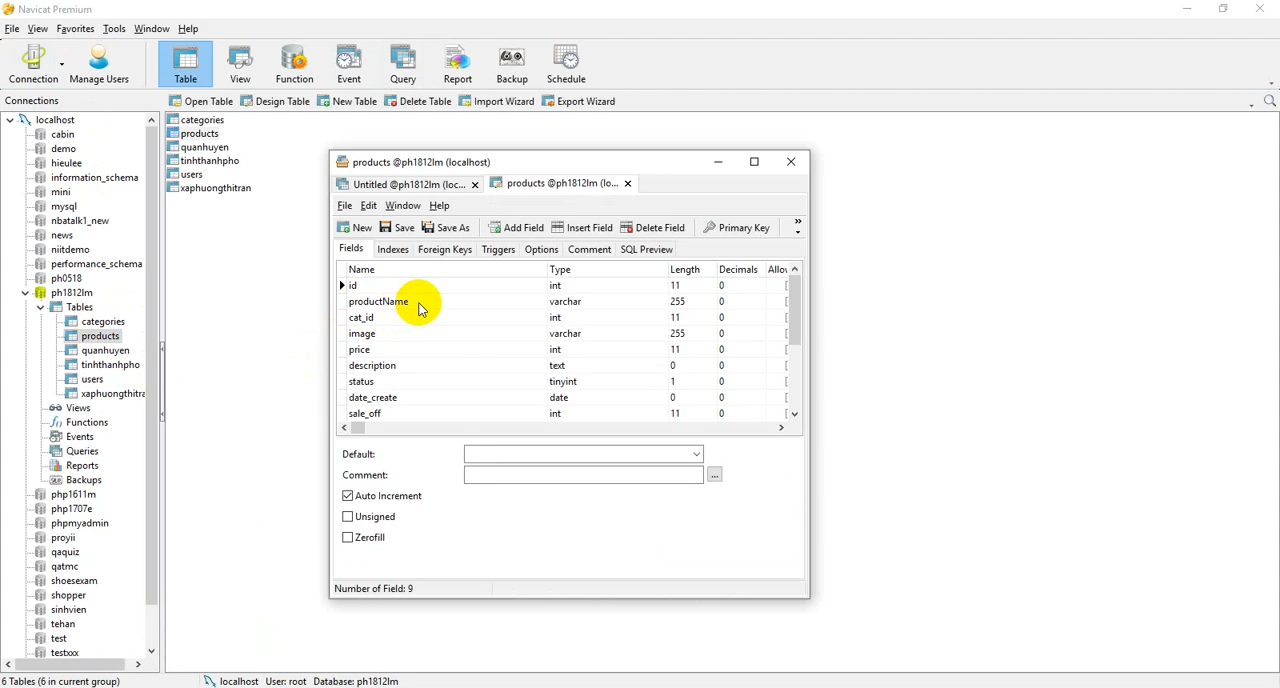 Navicat Premium
File View Favorites Tools Window Help
Connection Manage Users Table View Function Event Query Report Backup Schedule
Connections Open Table Design Table New Table Delete Table Import Wizard Export Wizard
localhost
cabin
demo
hieulee
information_schema
mini
mysql
nbatalk1_new
news
niitdemo
performance_schema
ph0518
ph1812lm
Tables
categories
products
quanhuyen
tinhthanhpho
users
xaphuongthitra
Views
Functions
Events
Queries
Reports
Backups
php1611m
php1707e
phpmyadmin
proyii
qaquiz
qatmc
shoesexam
shopper
sinhvien
tehan
test
testxxx
categories
products
quanhuyen
tinhthanhpho
users
xaphuongthitran
products @ph1812lm (localhost)
Untitled @ph1812lm (loc... products @ph1812lm (lo...
File Edit Window Help
New Save Save As Add Field Insert Field Delete Field Primary Key
Fields Indexes Foreign Keys Triggers Options Comment SQL Preview
Name Type Length Decimals Allow
id int 11 0
productName varchar 255 0
cat_id int 11 0
image varchar 255 0
price int 11 0
description text 0 0
status tinyint 1 0
date_create date 0 0
sale_off int 11 0
Default:
Comment: ...
Auto Increment
Unsigned
Zerofill
Number of Field: 9
6 Tables (6 in current group) localhost User: root Database: ph1812lm